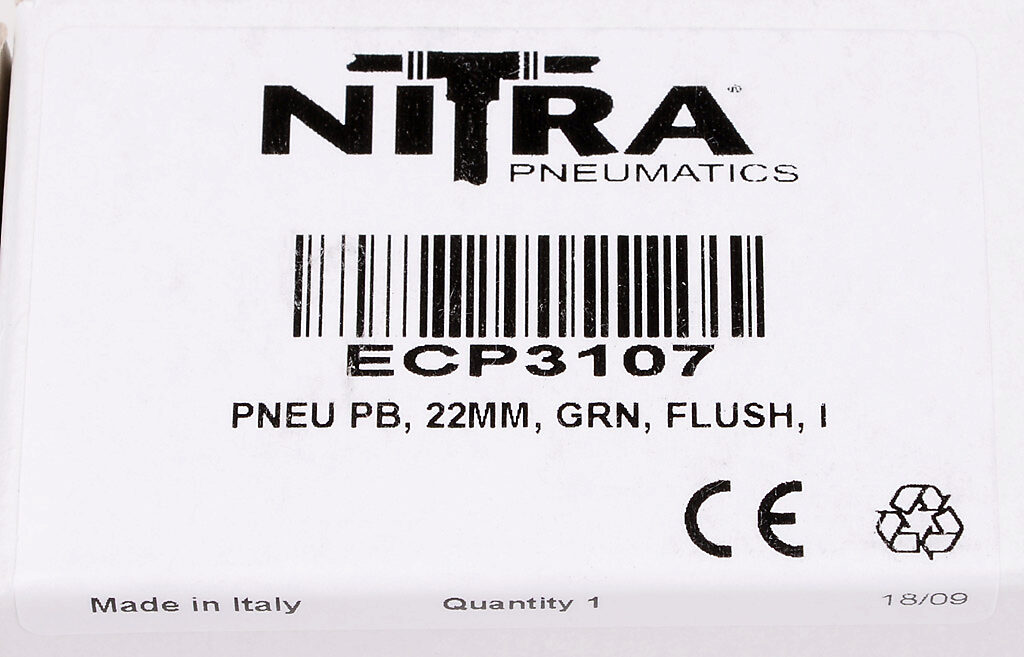 NITRA®
PNEUMATICS
ECP3107
PNEU PB, 22MM, GRN, FLUSH, I
CE
Made in Italy Quantity 1 18/09